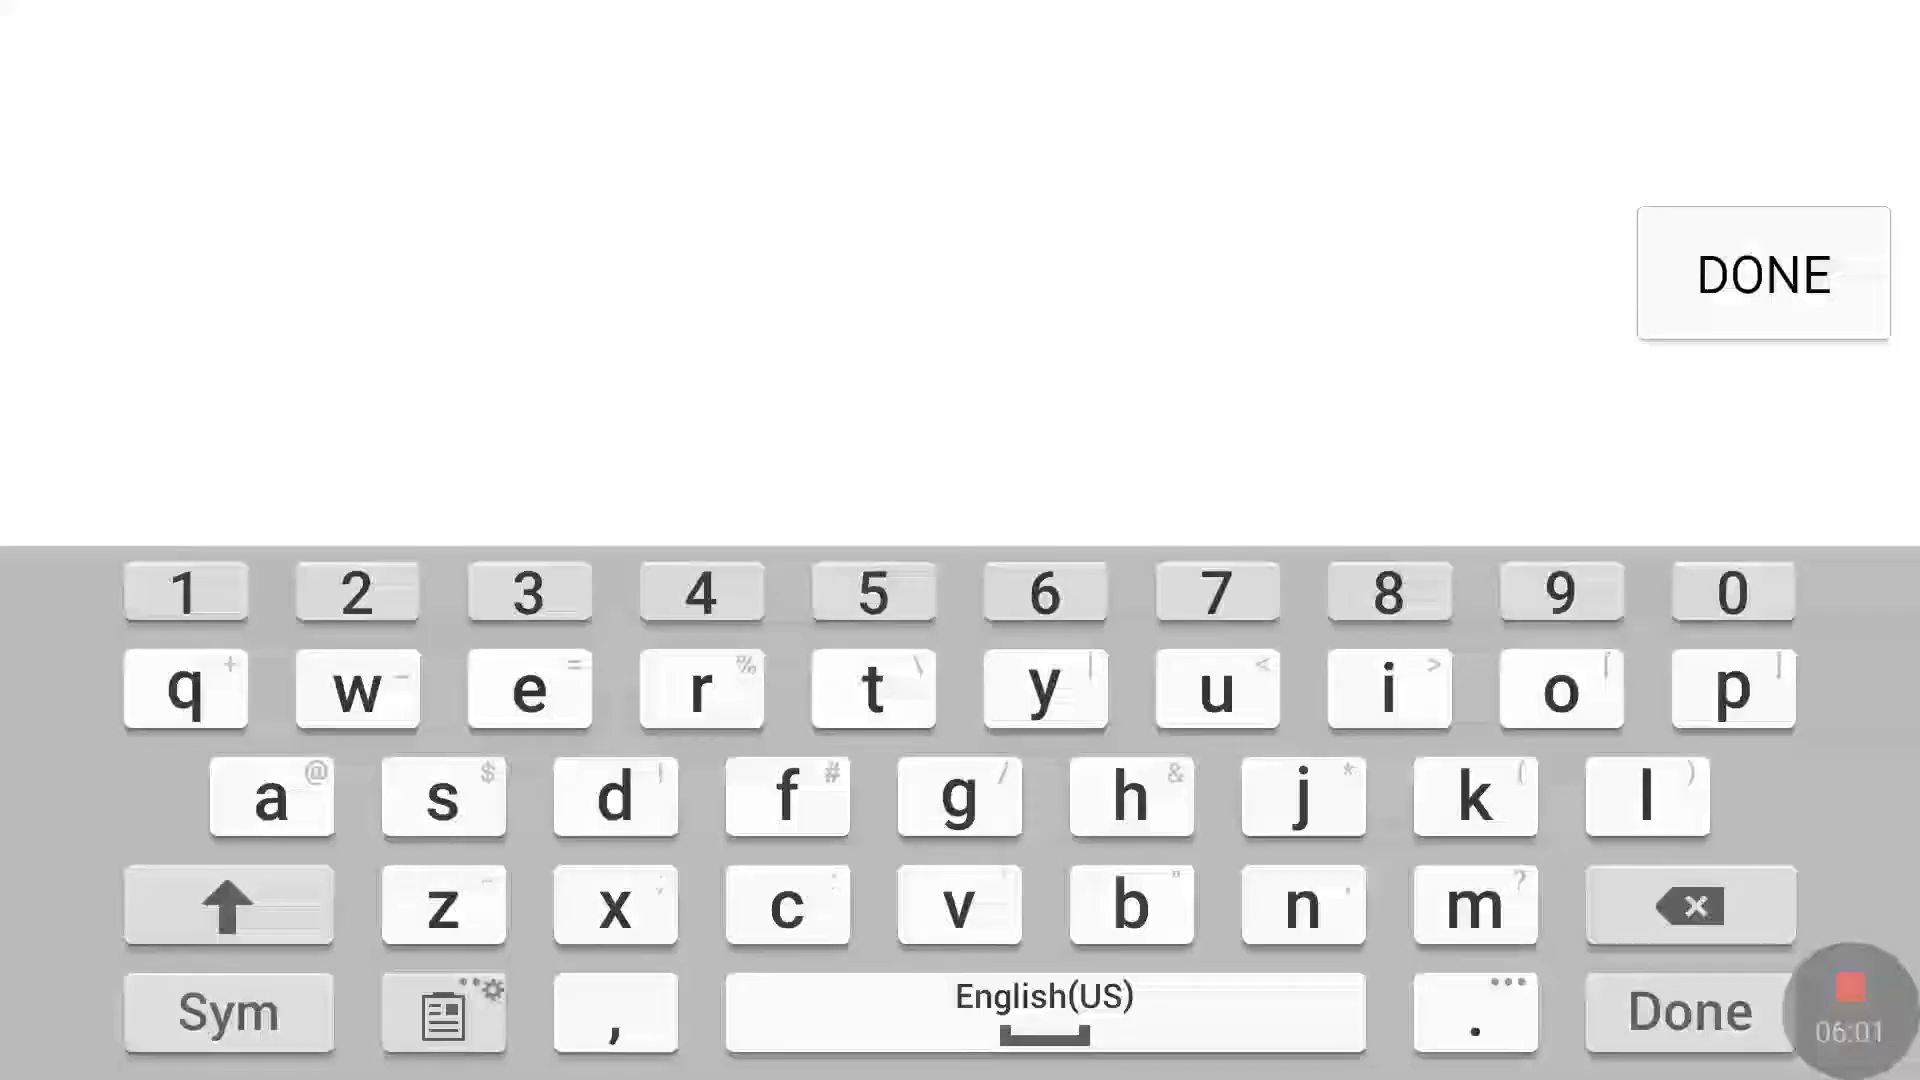 DONE
1 2 3 4 5 6 7 8 9 0
q + w - e = r % t \ y | u < i > o [ p ]
a @ s $ d ! f # g / h & j * k ( l )
z x ; c : v b " n m ?
Sym , English(US) . Done
06:01